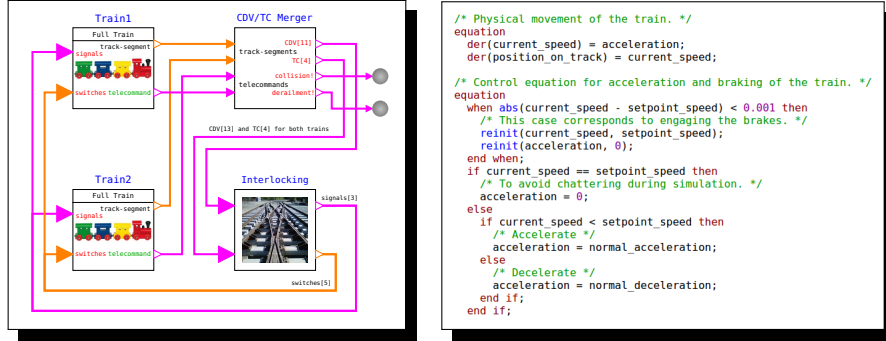 Train1
Full Train
track-segment
signals
switches telecommand
CDV/TC Merger
track-segments
telecommands
CDV[11]
TC[4]
collision!
derailment!
CDV[13] and TC[4] for both trains
Train2
Full Train
track-segment
signals
switches telecommand
Interlocking
signals[3]
switches[5]
/* Physical movement of the train. */
equation
der(current_speed) = acceleration;
der(position_on_track) = current_speed;
/* Control equation for acceleration and braking of the train. */
equation
when abs(current_speed - setpoint_speed) < 0.001 then
/* This case corresponds to engaging the brakes. */
reinit(current_speed, setpoint_speed);
reinit(acceleration, 0);
end when;
if current_speed == setpoint_speed then
/* To avoid chattering during simulation. */
acceleration = 0;
else
if current_speed < setpoint_speed then
/* Accelerate */
acceleration = normal_acceleration;
else
/* Decelerate */
acceleration = normal_deceleration;
end if;
end if;